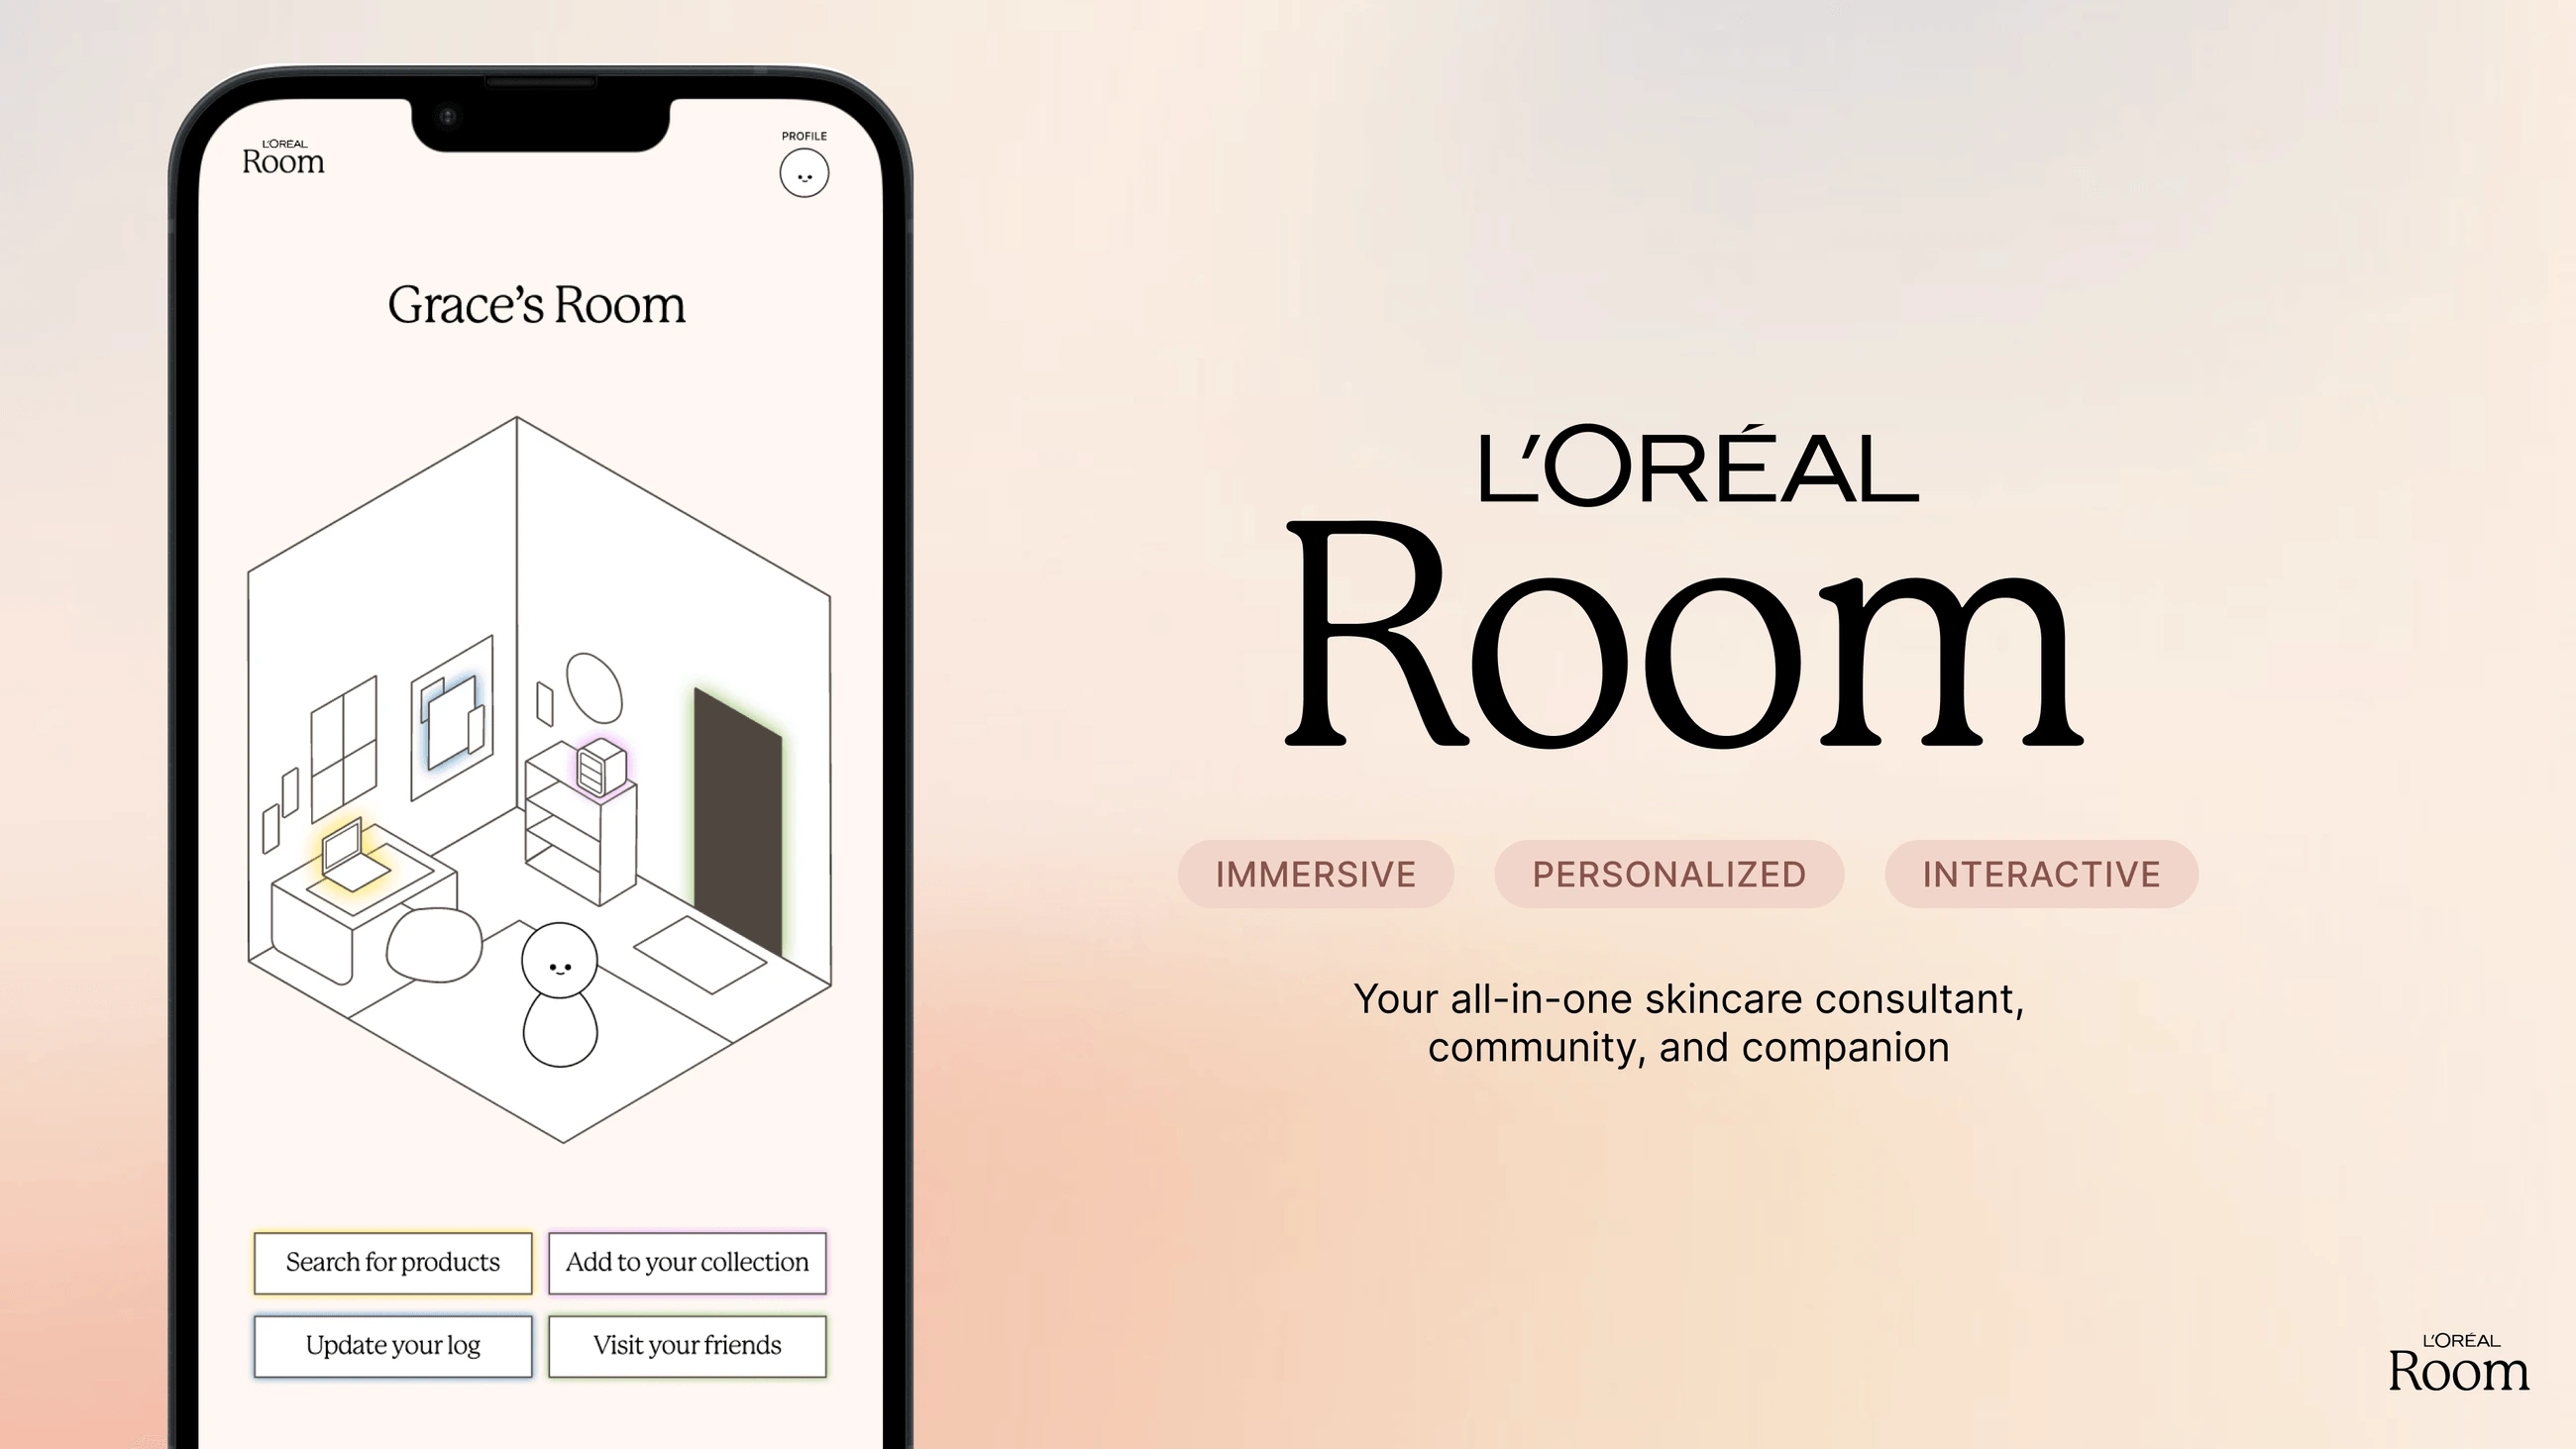 L'ORÉAL
Room
PROFILE
Grace’s Room
Search for products
Add to your collection
Update your log
Visit your friends
L'ORÉAL
Room
IMMERSIVE
PERSONALIZED
INTERACTIVE
Your all-in-one skincare consultant,
community, and companion
L'ORÉAL
Room